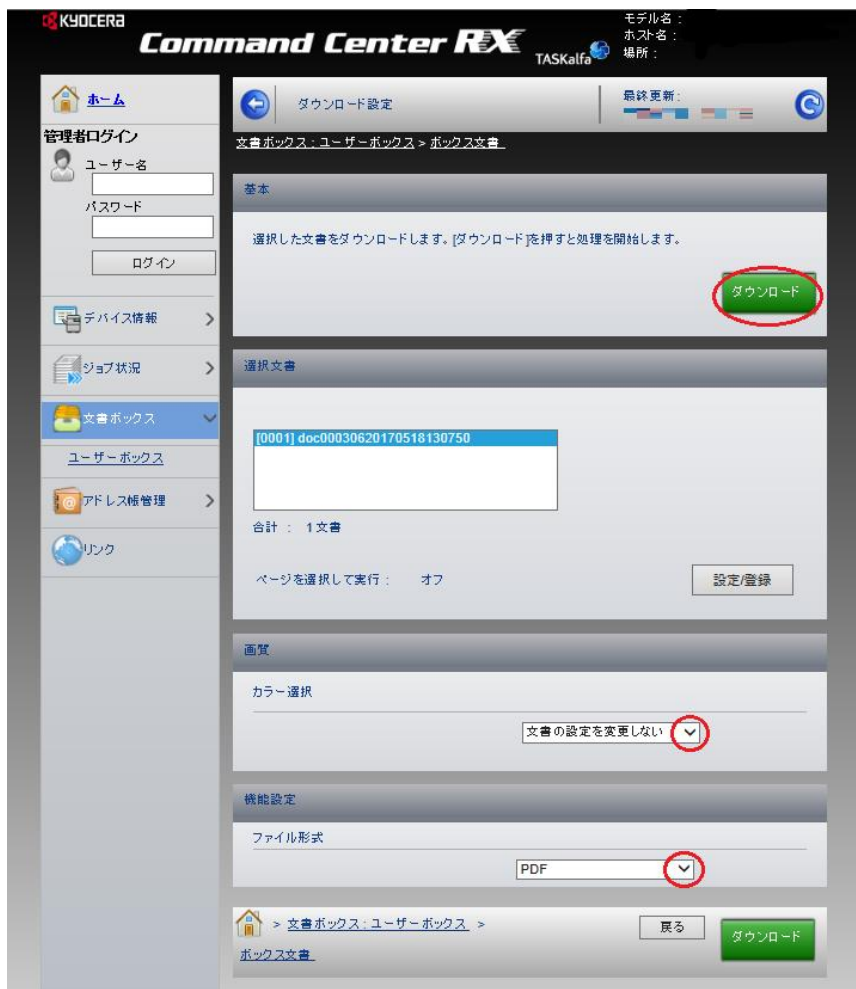 KYOCERA
Command Center RX
TASKalfa
モデル名 :
ホスト名 :
場所 :
ホーム
管理者ログイン
ユーザー名
パスワード
ログイン
デバイス情報
ジョブ状況
文書ボックス
ユーザーボックス
アドレス帳管理
リンク
ダウンロード設定
最終更新:
文書ボックス : ユーザーボックス > ボックス文書
基本
選択した文書をダウンロードします。[ダウンロード]を押すと処理を開始します。
ダウンロード
選択文書
[0001] doc00030620170518130750
合計 : 1文書
ページを選択して実行 : オフ
設定/登録
画質
カラー選択
文書の設定を変更しない
機能設定
ファイル形式
PDF
> 文書ボックス : ユーザーボックス >
ボックス文書
戻る
ダウンロード